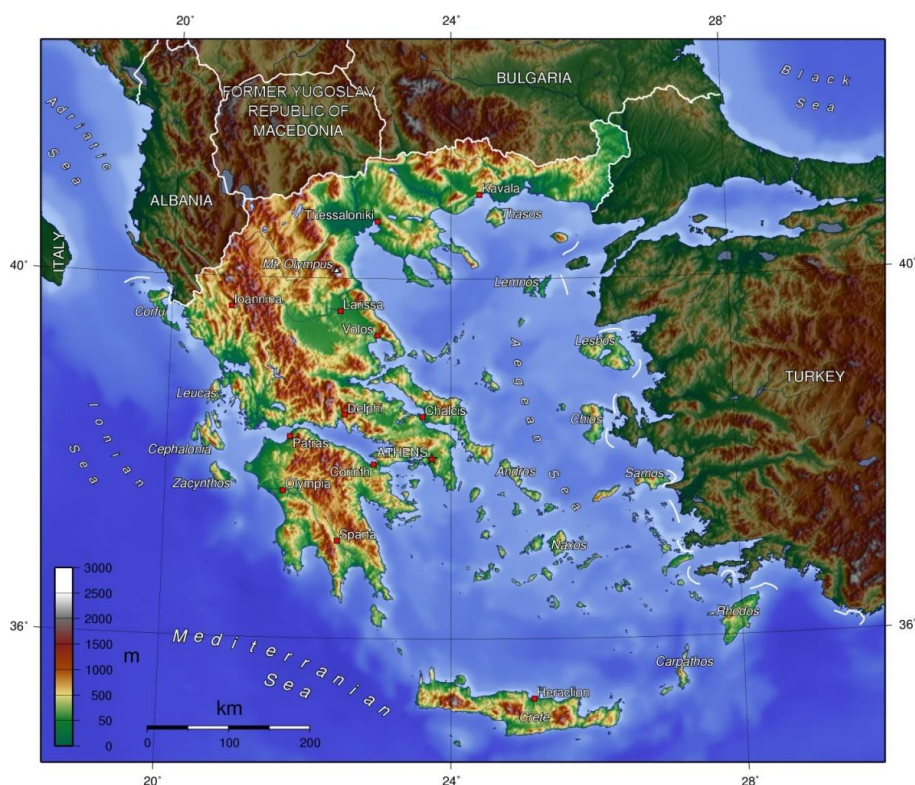 20°
24°
28°
BULGARIA
Black
Sea
FORMER YUGOSLAV
REPUBLIC OF
MACEDONIA
Adriatic
Sea
ALBANIA
Kavala
Thasos
Thessaloniki
ITALY
40°
40°
Mt. Olympus
Lemnos
Corfu
Ioannina
Larissa
Volos
Lesbos
Aegean
Sea
TURKEY
Leucas
Delphi
Chalcis
Chios
Ionian
Sea
Cephalonia
Patras
ATHENS
Corinth
Andros
Samos
Zacynthos
Olympia
Sparta
Naxos
3000
2500
2000
1500
1000
500
50
0
m
Rhodos
36°
36°
Mediterranian
Sea
Carpathos
km
0
100
200
Heraclion
Crete
20°
24°
28°